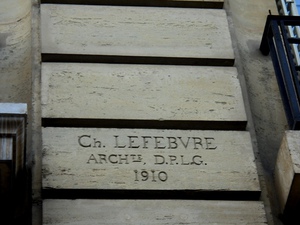 Ch. LEFEBVRE
ARCHTE. D.P.L.G.
1910